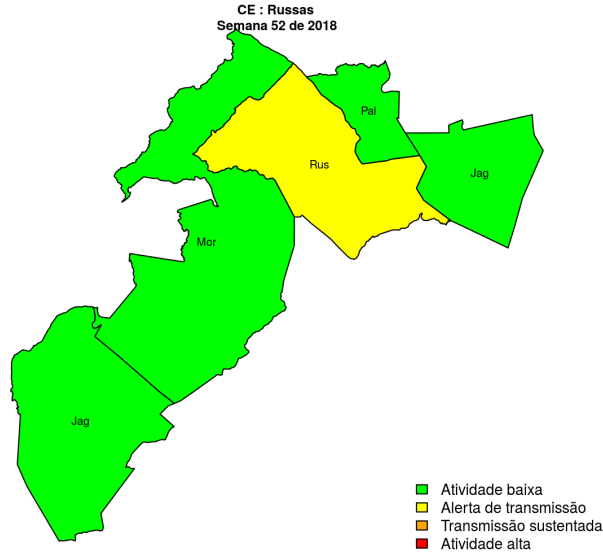 CE : Russas
Semana 52 de 2018
Pal
Rus
Jag
Mor
Jag
Atividade baixa
Alerta de transmissão
Transmissão sustentada
Atividade alta